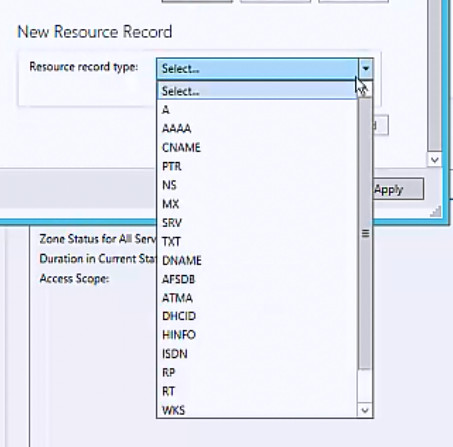 New Resource Record
Resource record type: Select...
Select...
A
AAAA
CNAME
PTR
NS
MX
SRV
TXT
DNAME
AFSDB
ATMA
DHCID
HINFO
ISDN
RP
RT
WKS
Apply
Zone Status for All Serv
Duration in Current Sta
Access Scope: